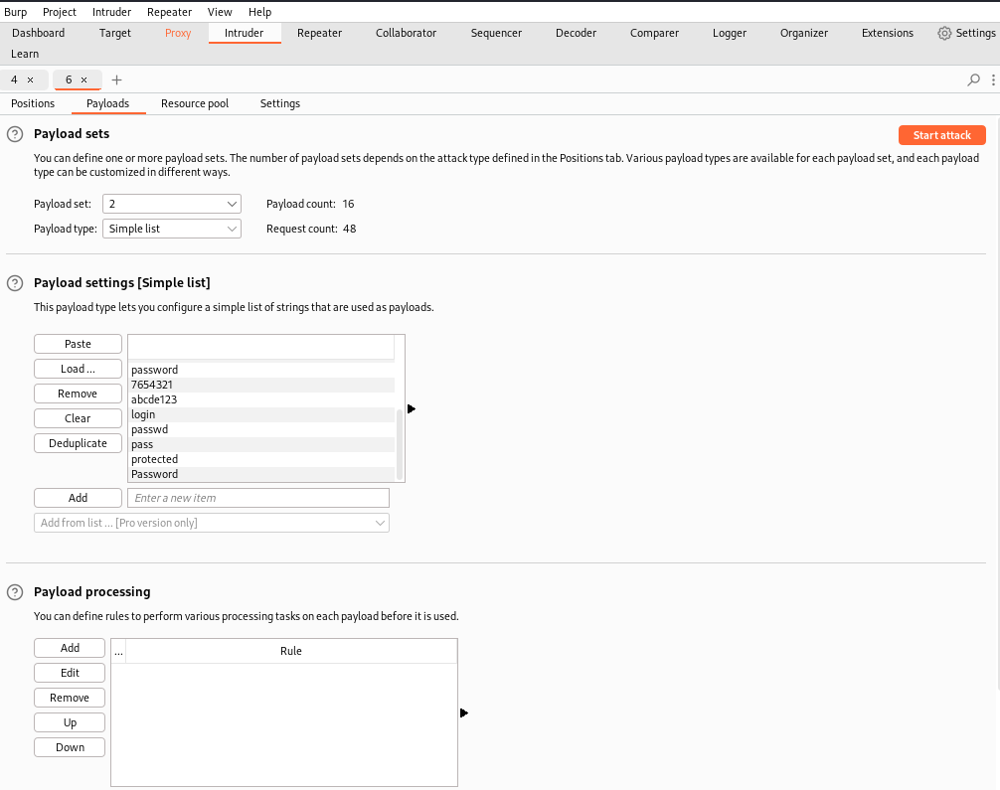 Burp Project Intruder Repeater View Help
Dashboard Target Proxy Intruder Repeater Collaborator Sequencer Decoder Comparer Logger Organizer Extensions Settings
Learn
4 × 6 × +
Positions Payloads Resource pool Settings
? Payload sets Start attack
You can define one or more payload sets. The number of payload sets depends on the attack type defined in the Positions tab. Various payload types are available for each payload set, and each payload
type can be customized in different ways.
Payload set: 2 Payload count: 16
Payload type: Simple list Request count: 48
? Payload settings [Simple list]
This payload type lets you configure a simple list of strings that are used as payloads.
Paste
Load ... password
7654321
Remove abcde123
login
Clear passwd
Deduplicate pass
protected
Password
Add Enter a new item
Add from list ... [Pro version only]
? Payload processing
You can define rules to perform various processing tasks on each payload before it is used.
Add ... Rule
Edit
Remove
Up
Down